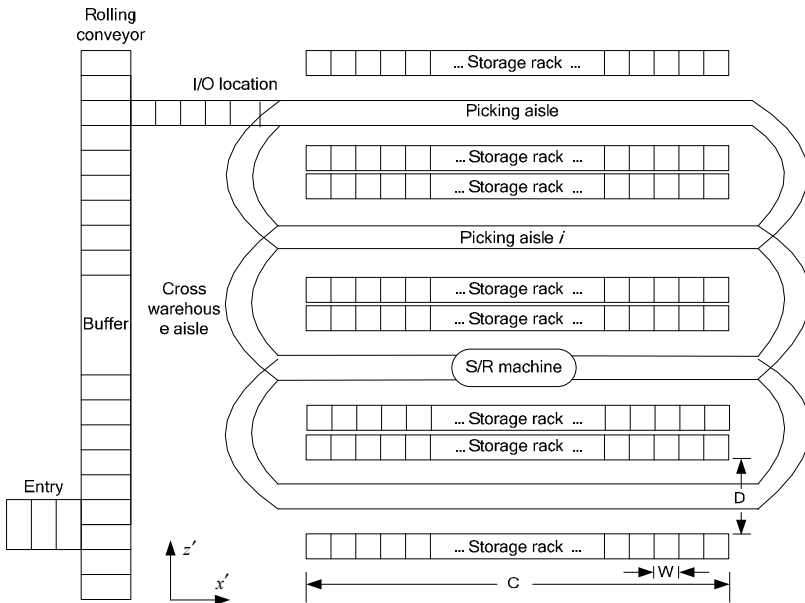 Rolling
conveyor
I/O location
... Storage rack ...
Picking aisle
... Storage rack ...
... Storage rack ...
Picking aisle i
Cross
warehous
e aisle
... Storage rack ...
... Storage rack ...
Buffer
S/R machine
... Storage rack ...
... Storage rack ...
Entry
D
... Storage rack ...
z′
x′
W
C